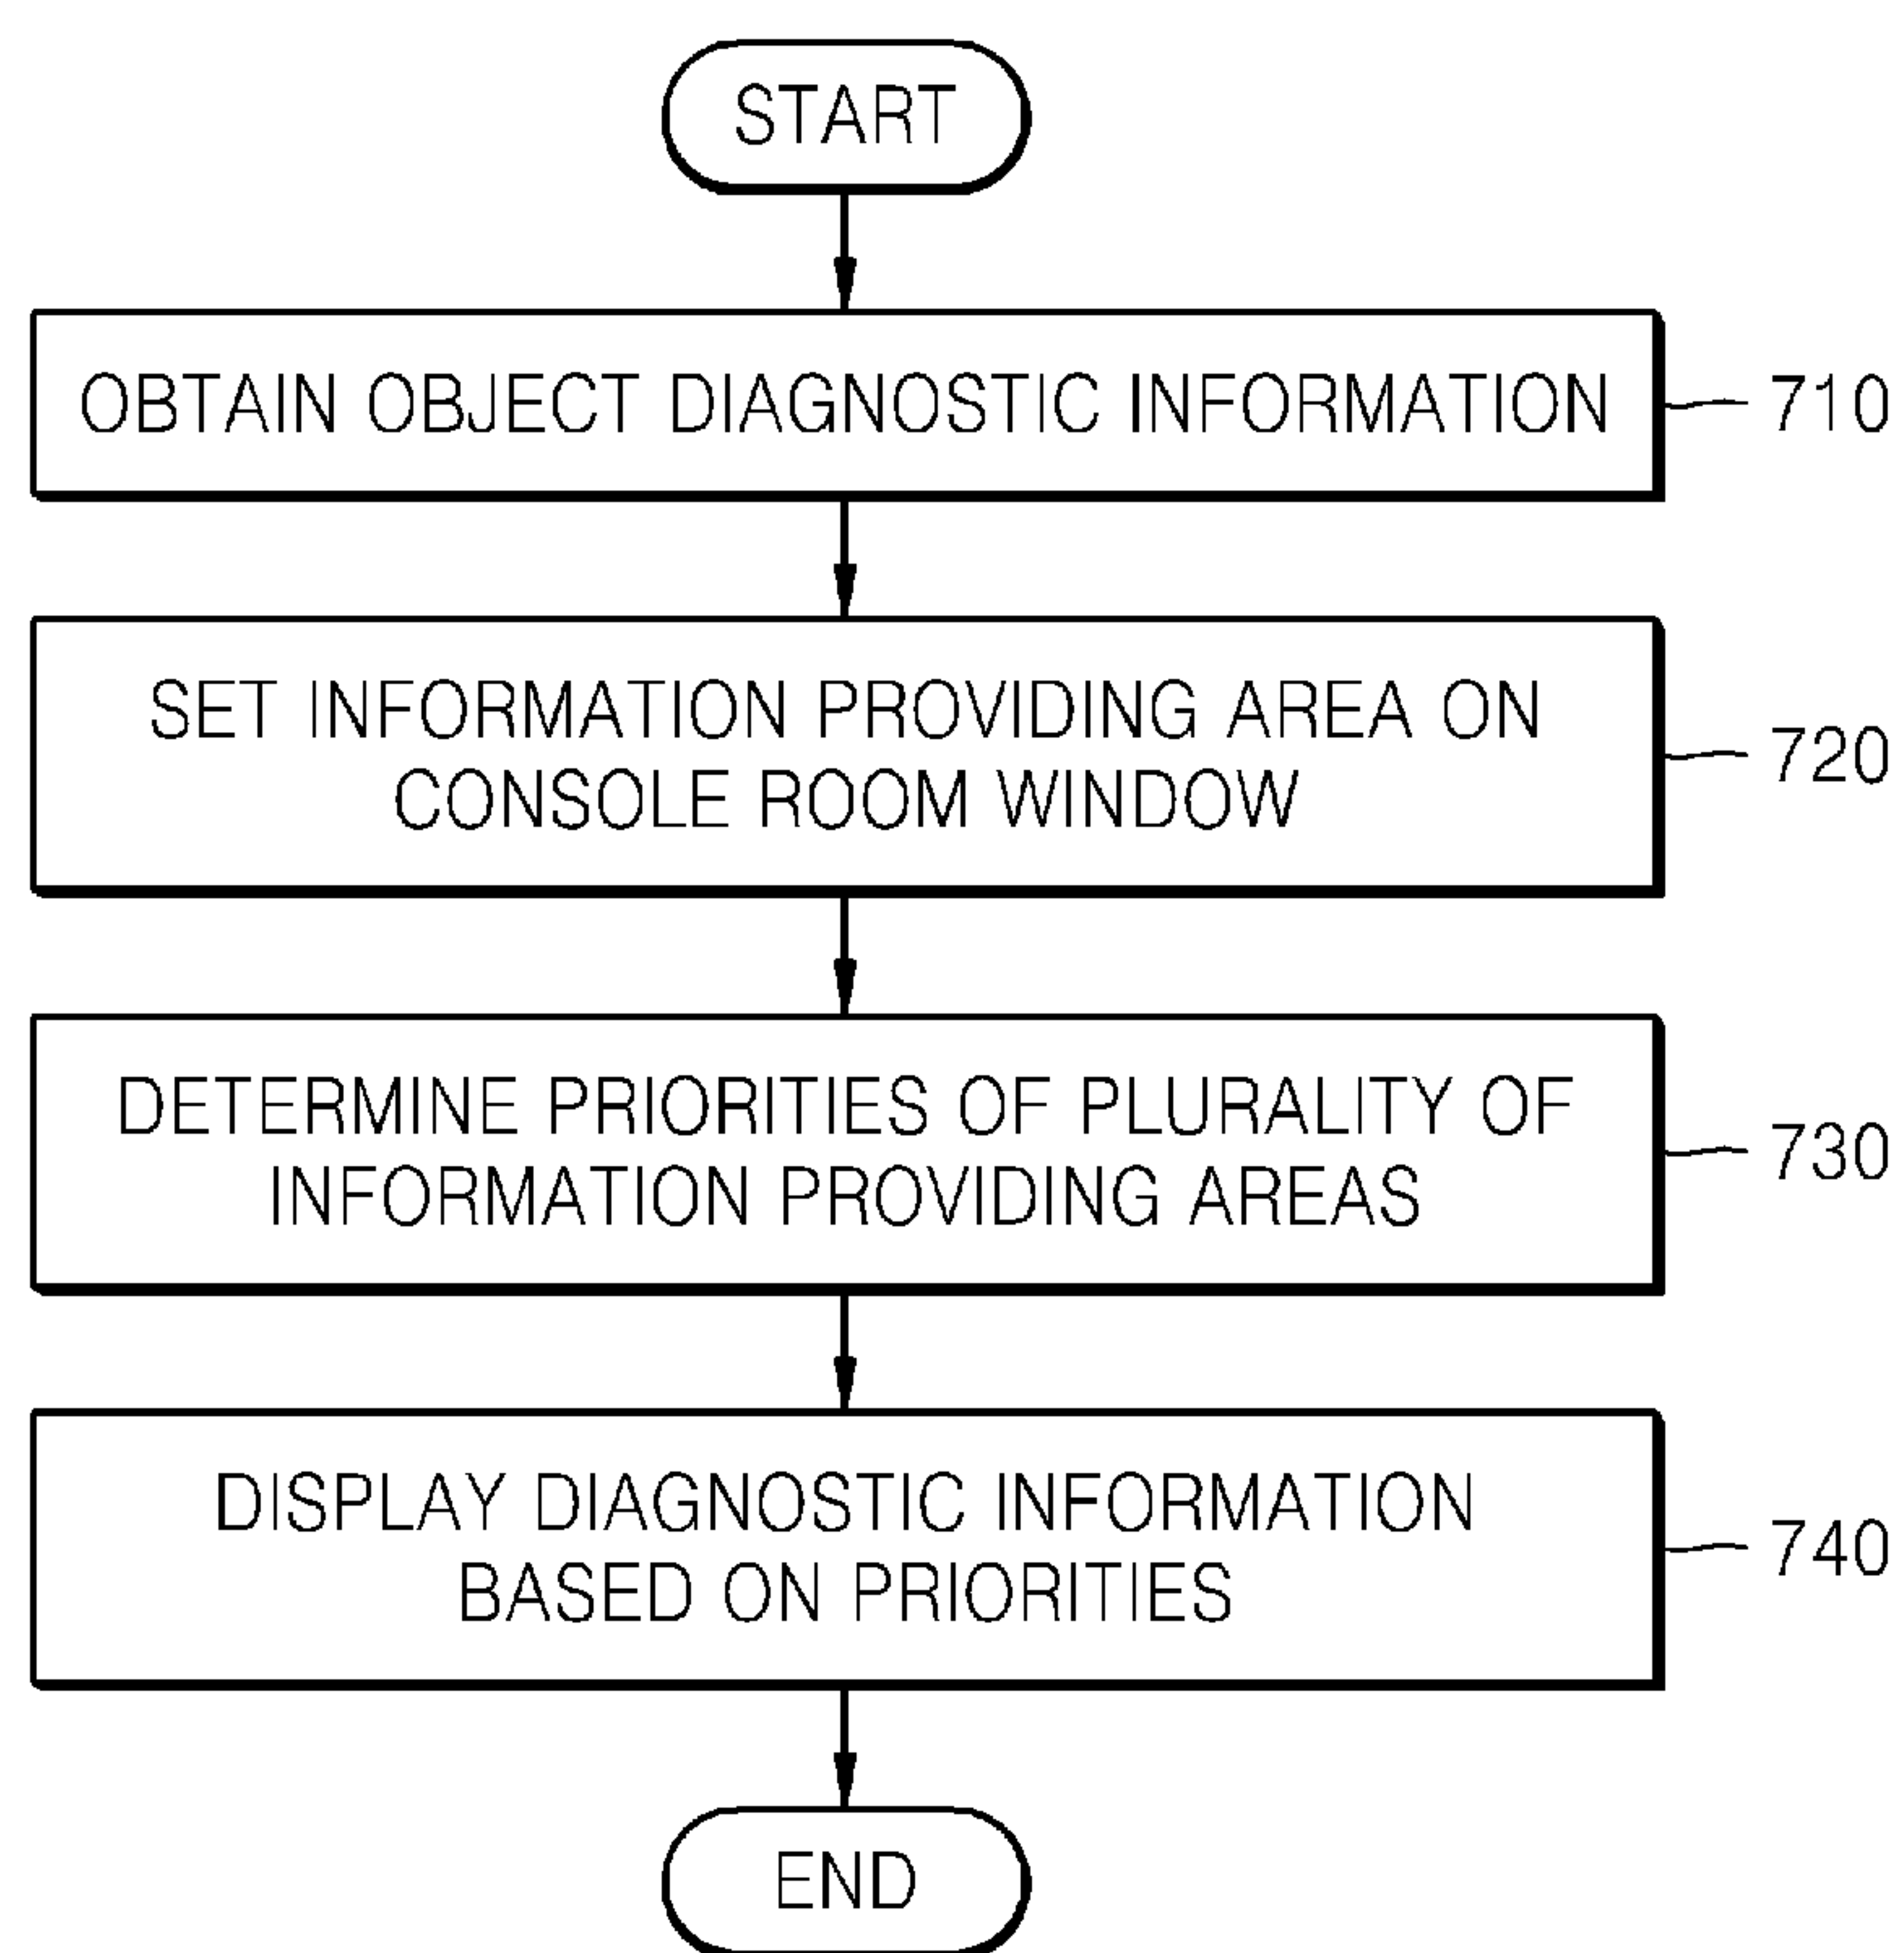 START
OBTAIN OBJECT DIAGNOSTIC INFORMATION
710
SET INFORMATION PROVIDING AREA ON
CONSOLE ROOM WINDOW
720
DETERMINE PRIORITIES OF PLURALITY OF
INFORMATION PROVIDING AREAS
730
DISPLAY DIAGNOSTIC INFORMATION
BASED ON PRIORITIES
740
END